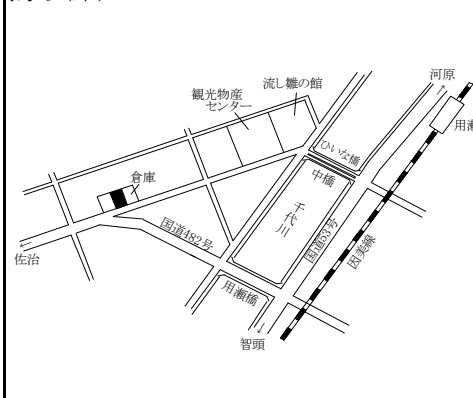 河原
流し雛の館
観光物産
センター
用瀬
ひいな橋
倉庫
中橋
千代川
国道482号
国道53号
因美線
佐治
用瀬橋
智頭